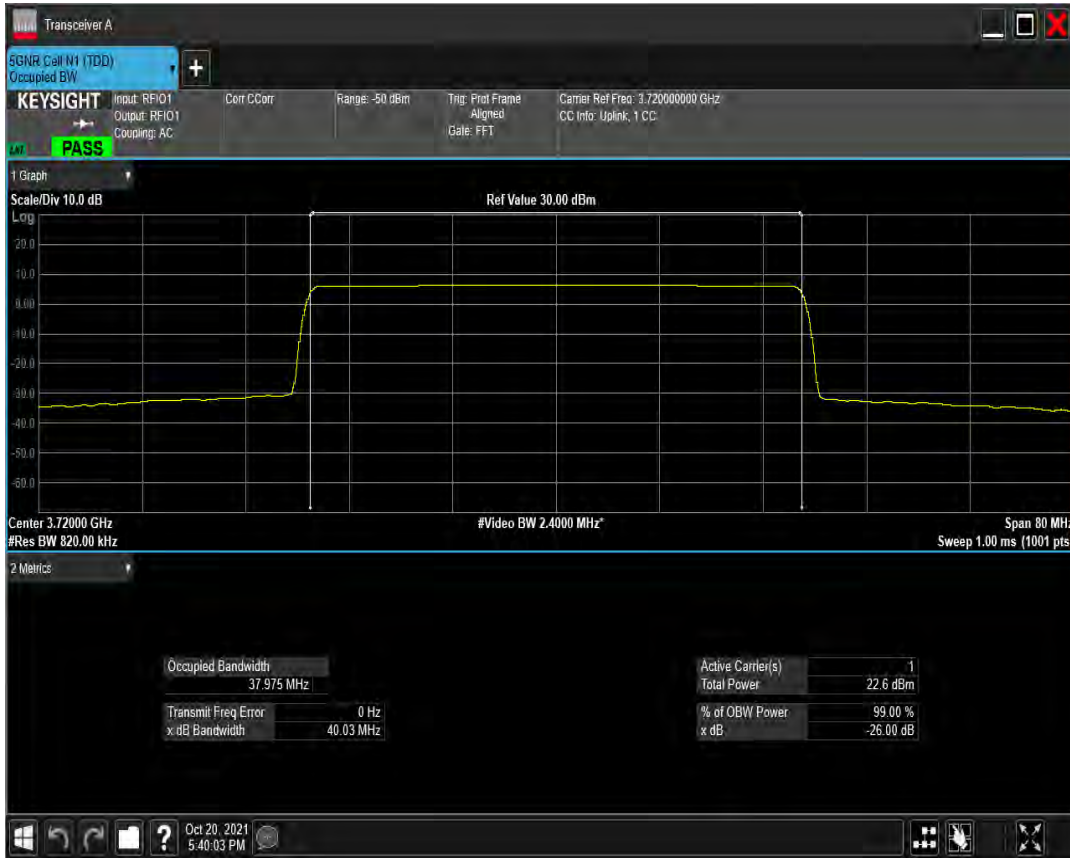 Transceiver A
5GNR Cell N1 (TDD)
Occupied BW
+
KEYSIGHT
Input: RFIO1
Output: RFIO1
Coupling: AC
PASS
Corr CCorr
Range: -50 dBm
Trig: Prot Frame
Aligned
Gate: FFT
Carrier Ref Freq: 3.720000000 GHz
CC Info: Uplink, 1 CC
1 Graph
Scale/Div 10.0 dB
Ref Value 30.00 dBm
Log
20.0
10.0
0.00
-10.0
-20.0
-30.0
-40.0
-50.0
-60.0
Center 3.72000 GHz
#Video BW 2.4000 MHz*
Span 80 MHz
#Res BW 820.00 kHz
Sweep 1.00 ms (1001 pts
2 Metrics
Occupied Bandwidth
37.975 MHz
Transmit Freq Error 0 Hz
x dB Bandwidth 40.03 MHz
Active Carrier(s) 1
Total Power 22.6 dBm
% of OBW Power 99.00 %
x dB -26.00 dB
?
Oct 20, 2021
5:40:03 PM